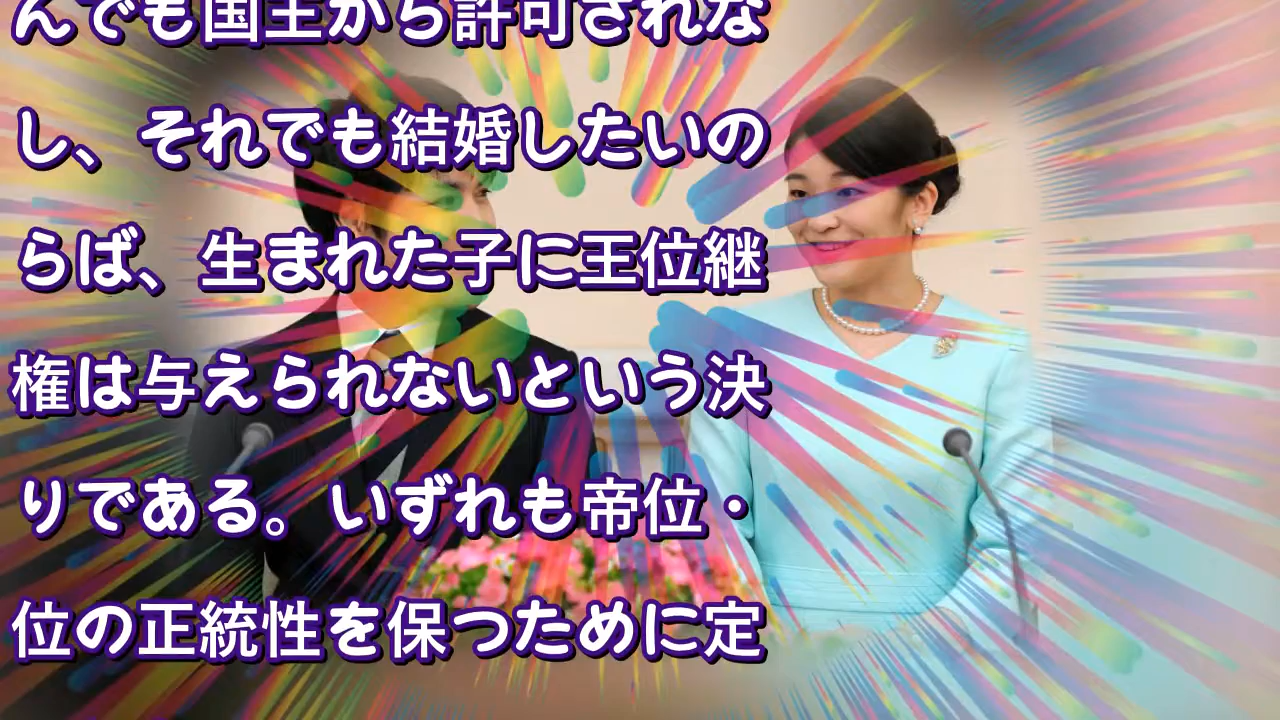 んでも国王から許可されな
し、それでも結婚したいの
らば、生まれた子に王位継
権は与えられないという決
りである。いずれも帝位・
位の正統性を保つために定